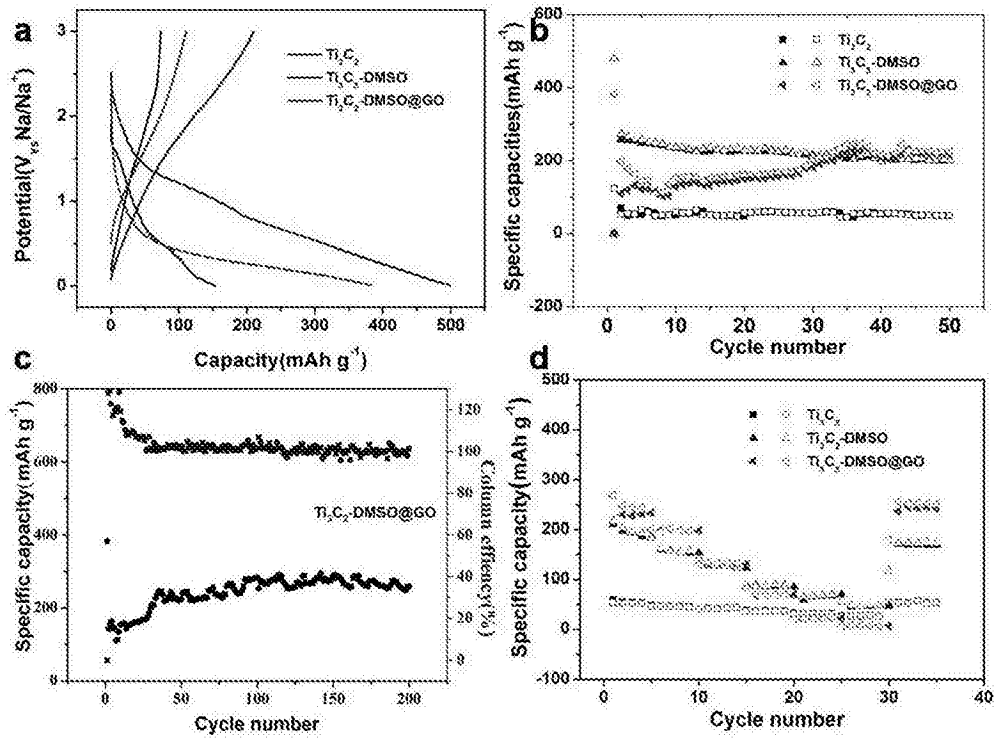 a
3
2
1
0
Potential(V vs Na/Na⁺)
0 100 200 300 400 500
Capacity(mAh g⁻¹)
Ti₃C₂
Ti₃C₂-DMSO
Ti₃C₂-DMSO@GO
b
600
400
200
0
-200
Specific capacities(mAh g⁻¹)
0 10 20 30 40 50
Cycle number
Ti₃C₂
Ti₃C₂-DMSO
Ti₃C₂-DMSO@GO
c
800
600
400
200
0
Specific capacity(mAh g⁻¹)
Ti₃C₂-DMSO@GO
120
100
80
60
40
20
0
Column effiency(%)
0 50 100 150 200
Cycle number
d
500
400
300
200
100
0
-100
Specific capacity(mAh g⁻¹)
0 10 20 30 40
Cycle number
Ti₃C₂
Ti₃C₂-DMSO
Ti₃C₂-DMSO@GO